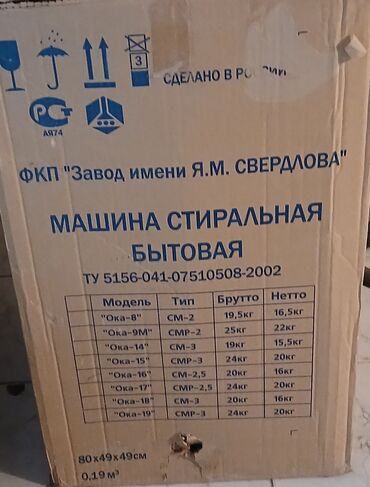 3
СДЕЛАНО В РОССИИ
РСТ
АЯ74
ФКП "Завод имени Я.М. СВЕРДЛОВА"
МАШИНА СТИРАЛЬНАЯ
БЫТОВАЯ
ТУ 5156-041-07510508-2002
Модель Тип Брутто Нетто
"Ока-8" СМ-2 19,5кг 16,5кг
"Ока-9М" СМР-2 25кг 22кг
"Ока-14" СМ-3 19кг 15,5кг
"Ока-15" СМР-3 24кг 20кг
"Ока-16" СМ-2,5 20кг 16кг
"Ока-17" СМР-2,5 24кг 20кг
"Ока-18" СМ-3 20кг 16кг
"Ока-19" СМР-3 24кг 20кг
80х49х49см
0,19 м³